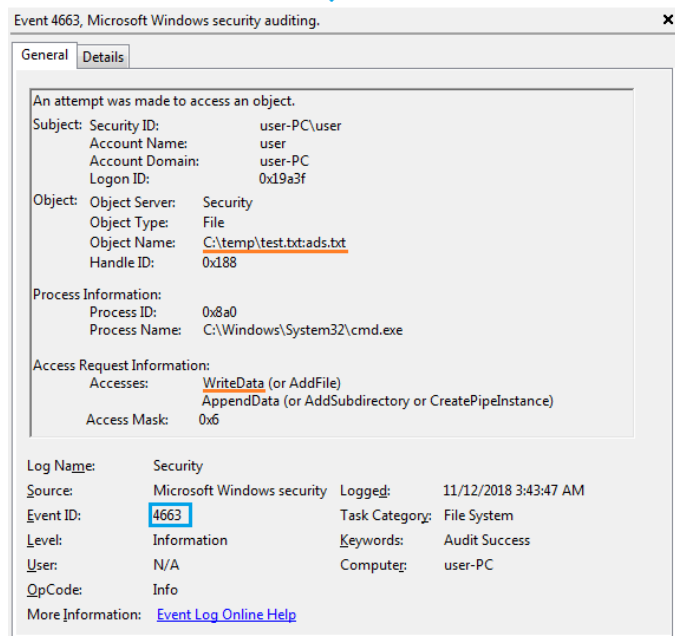 Event 4663, Microsoft Windows security auditing.
General Details
An attempt was made to access an object.
Subject: Security ID: user-PC\user
Account Name: user
Account Domain: user-PC
Logon ID: 0x19a3f
Object: Object Server: Security
Object Type: File
Object Name: C:\temp\test.txt:ads.txt
Handle ID: 0x188
Process Information:
Process ID: 0x8a0
Process Name: C:\Windows\System32\cmd.exe
Access Request Information:
Accesses: WriteData (or AddFile)
AppendData (or AddSubdirectory or CreatePipeInstance)
Access Mask: 0x6
Log Name: Security
Source: Microsoft Windows security Logged: 11/12/2018 3:43:47 AM
Event ID: 4663 Task Category: File System
Level: Information Keywords: Audit Success
User: N/A Computer: user-PC
OpCode: Info
More Information: Event Log Online Help